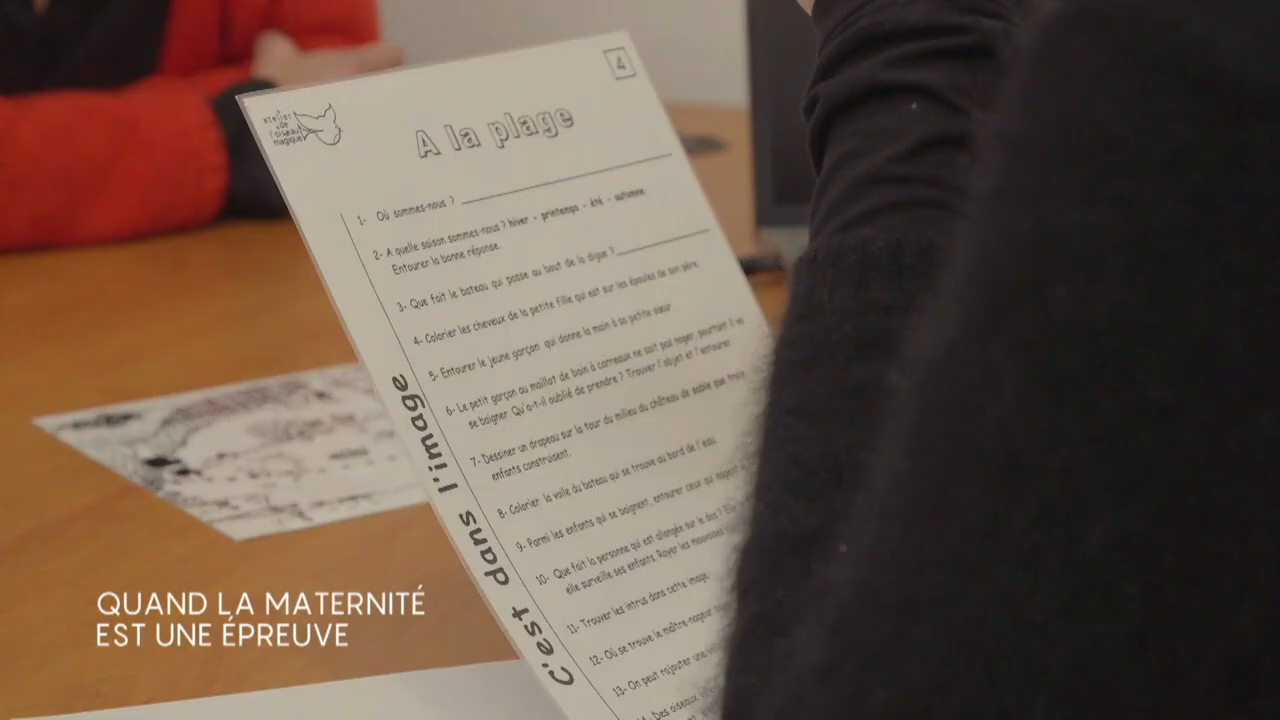 4
atelier
de
l'oiseau
magique
A la plage
1- Où sommes-nous ?
2- A quelle saison sommes-nous ? hiver - printemps - été - automne
Entourer la bonne réponse.
3- Que fait le bateau qui passe au bout de la digue ?
4- Colorier les cheveux de la petite fille qui est sur les épaules de son père.
5- Entourer le jeune garçon qui donne la main à sa petite sœur
6- Le petit garçon au maillot de bain à carreaux ne sait pas nager, pourtant il va
se baigner. Qu'a-t-il oublié de prendre ? Trouver l'objet et l'entourer
7- Dessiner un drapeau sur la tour du milieu du château de sable que trois
enfants construisent.
8- Colorier la voile du bateau qui se trouve au bord de l'eau.
9- Parmi les enfants qui se baignent, entourer ceux qui nagent
10- Que fait la personne qui est allongée sur le dos ? Elle
elle surveille ses enfants. Rayer les mauvaises
11- Trouver les intrus dans cette image.
12- Où se trouve le maître-nageur
13- On peut rajouter une
Des oiseaux
C'est dans l'image
QUAND LA MATERNITÉ
EST UNE ÉPREUVE